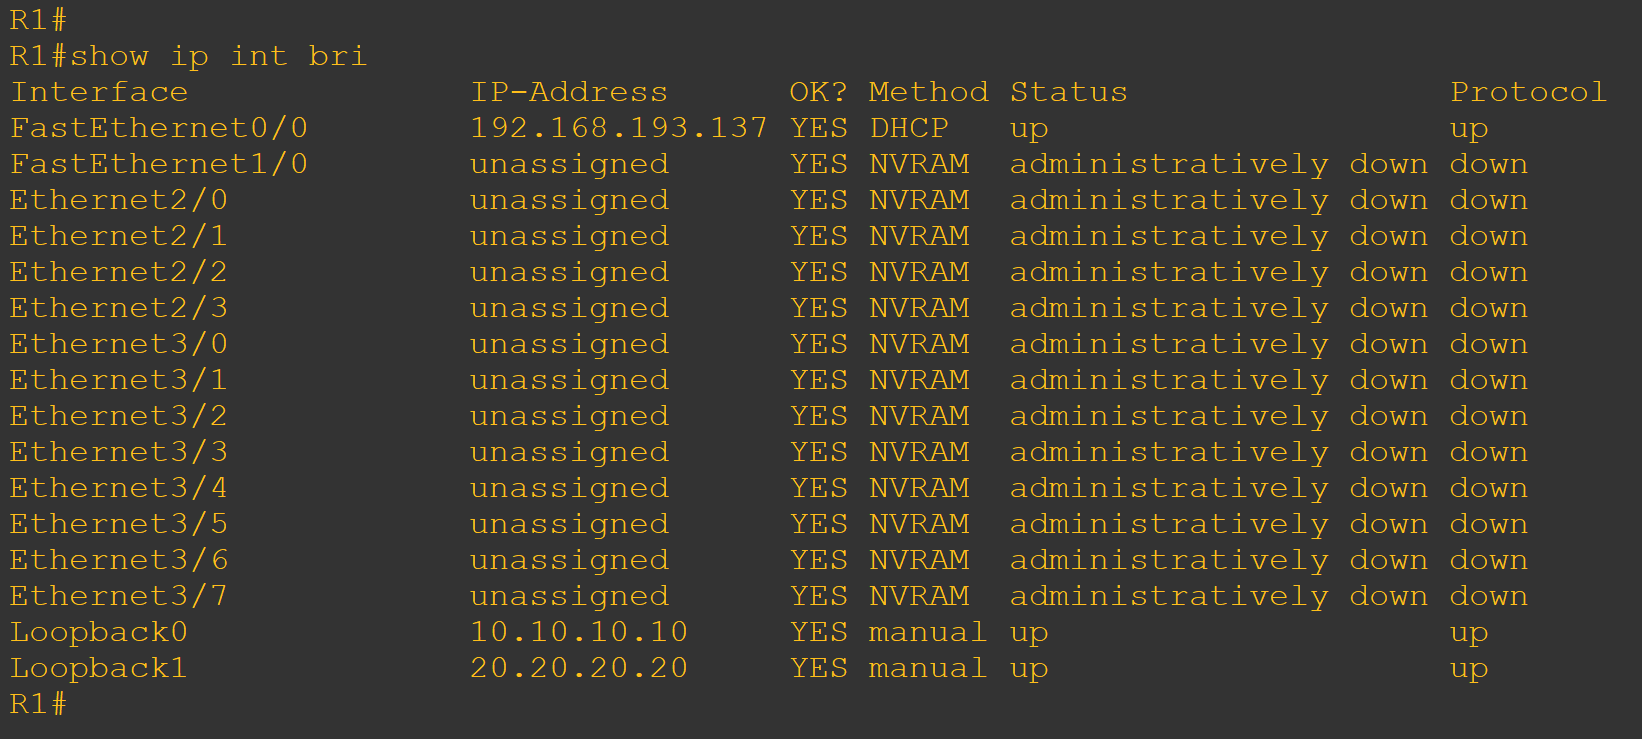 R1#
R1#show ip int bri
Interface              IP-Address      OK? Method Status                Protocol
FastEthernet0/0        192.168.193.137 YES DHCP   up                    up
FastEthernet1/0        unassigned      YES NVRAM  administratively down down
Ethernet2/0            unassigned      YES NVRAM  administratively down down
Ethernet2/1            unassigned      YES NVRAM  administratively down down
Ethernet2/2            unassigned      YES NVRAM  administratively down down
Ethernet2/3            unassigned      YES NVRAM  administratively down down
Ethernet3/0            unassigned      YES NVRAM  administratively down down
Ethernet3/1            unassigned      YES NVRAM  administratively down down
Ethernet3/2            unassigned      YES NVRAM  administratively down down
Ethernet3/3            unassigned      YES NVRAM  administratively down down
Ethernet3/4            unassigned      YES NVRAM  administratively down down
Ethernet3/5            unassigned      YES NVRAM  administratively down down
Ethernet3/6            unassigned      YES NVRAM  administratively down down
Ethernet3/7            unassigned      YES NVRAM  administratively down down
Loopback0              10.10.10.10     YES manual up                    up
Loopback1              20.20.20.20     YES manual up                    up
R1#